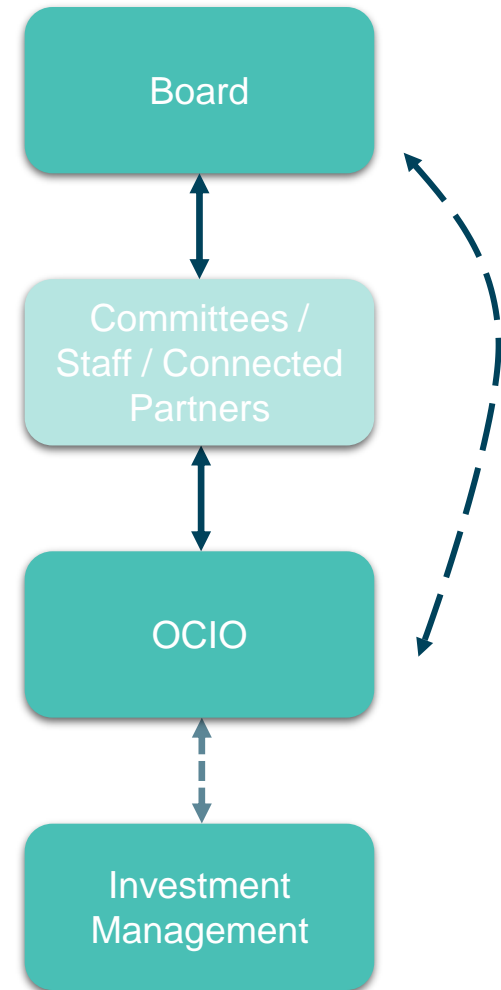 Board
Committees /
Staff / Connected
Partners
OCIO
Investment
Management